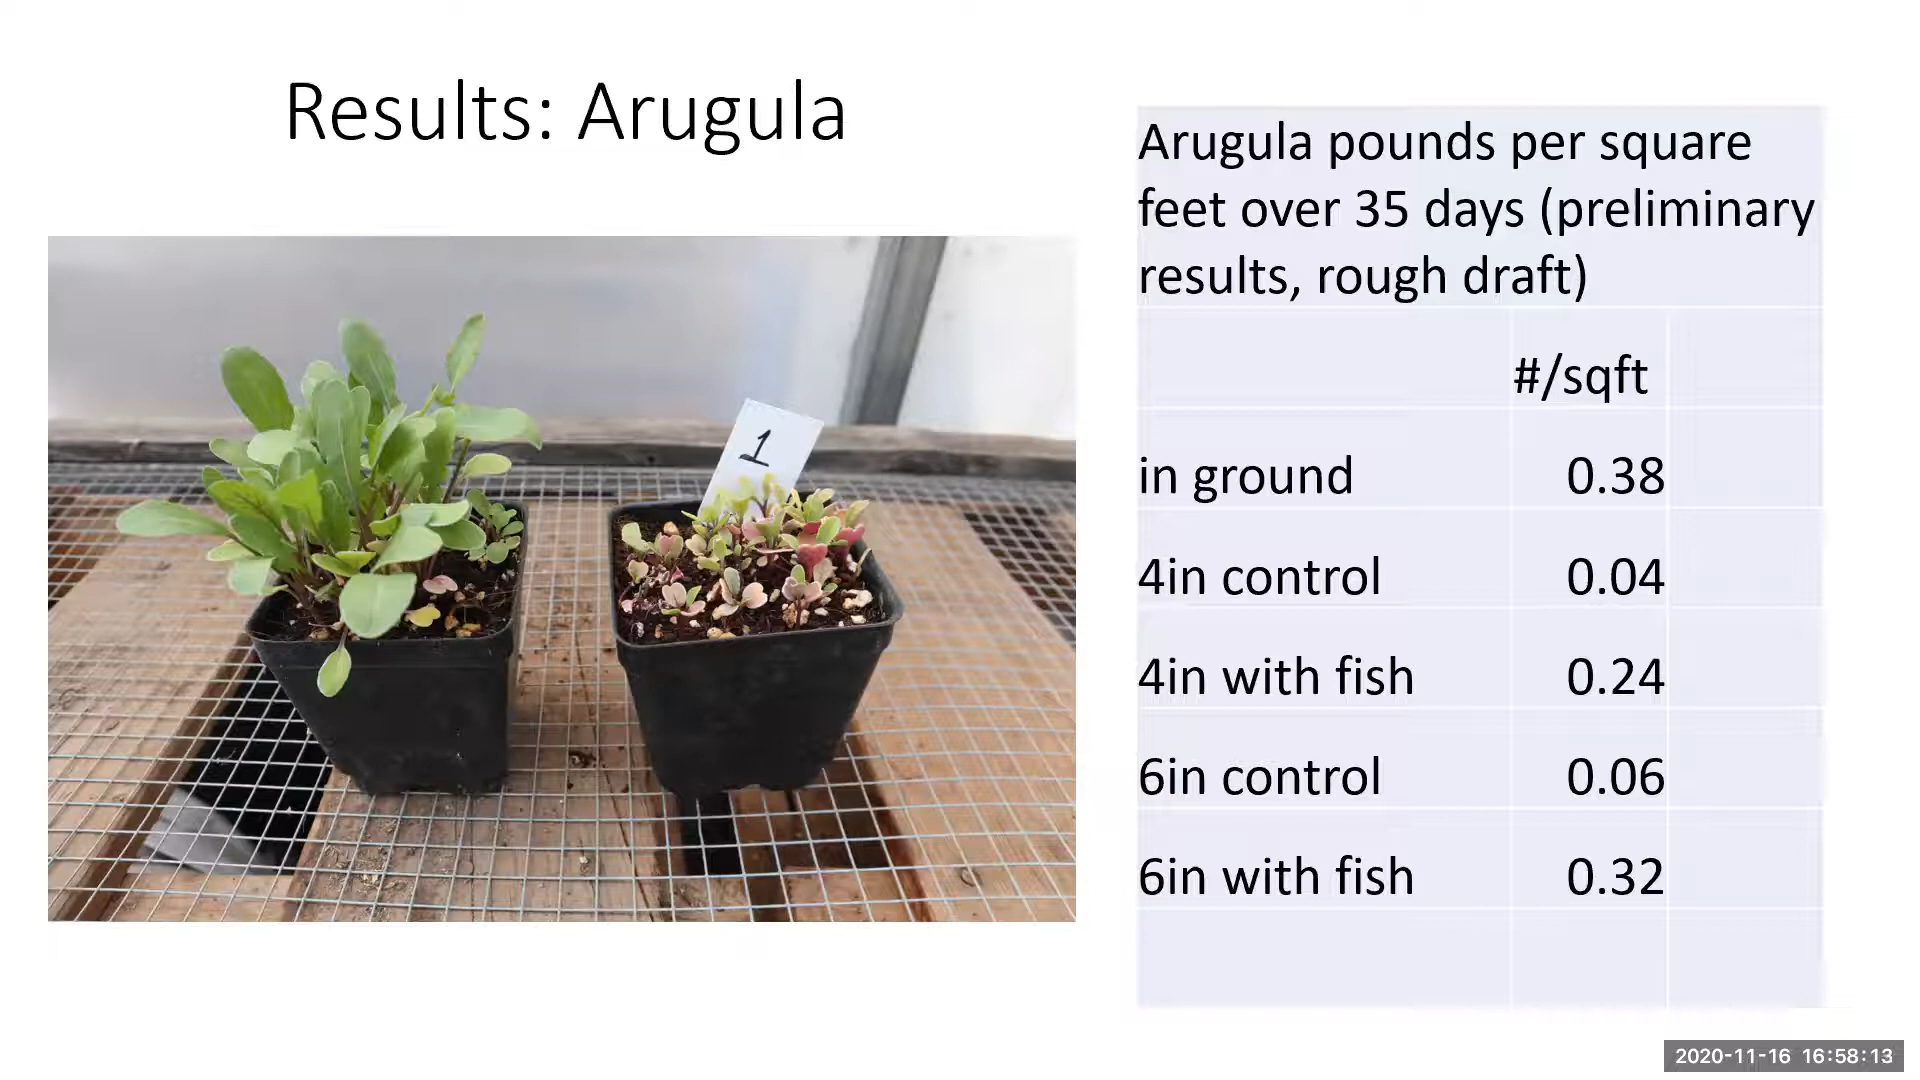 Results: Arugula
1
Arugula pounds per square
feet over 35 days (preliminary
results, rough draft)
#/sqft
in ground 0.38
4in control 0.04
4in with fish 0.24
6in control 0.06
6in with fish 0.32
2020-11-16 16:58:13